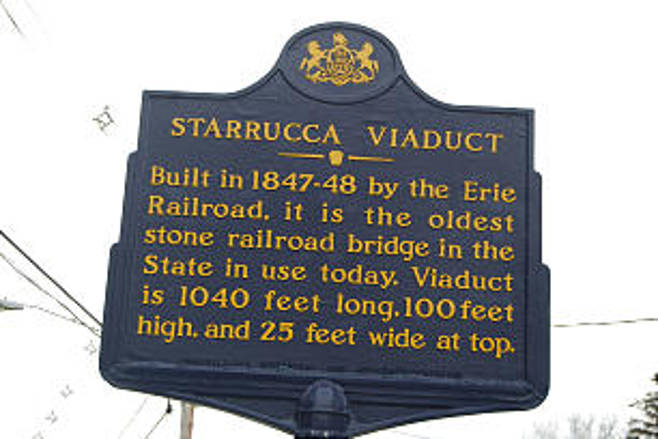 STARRUCCA VIADUCT
Built in 1847-48 by the Erie
Railroad, it is the oldest
stone railroad bridge in the
State in use today. Viaduct
is 1040 feet long, 100 feet
high, and 25 feet wide at top.